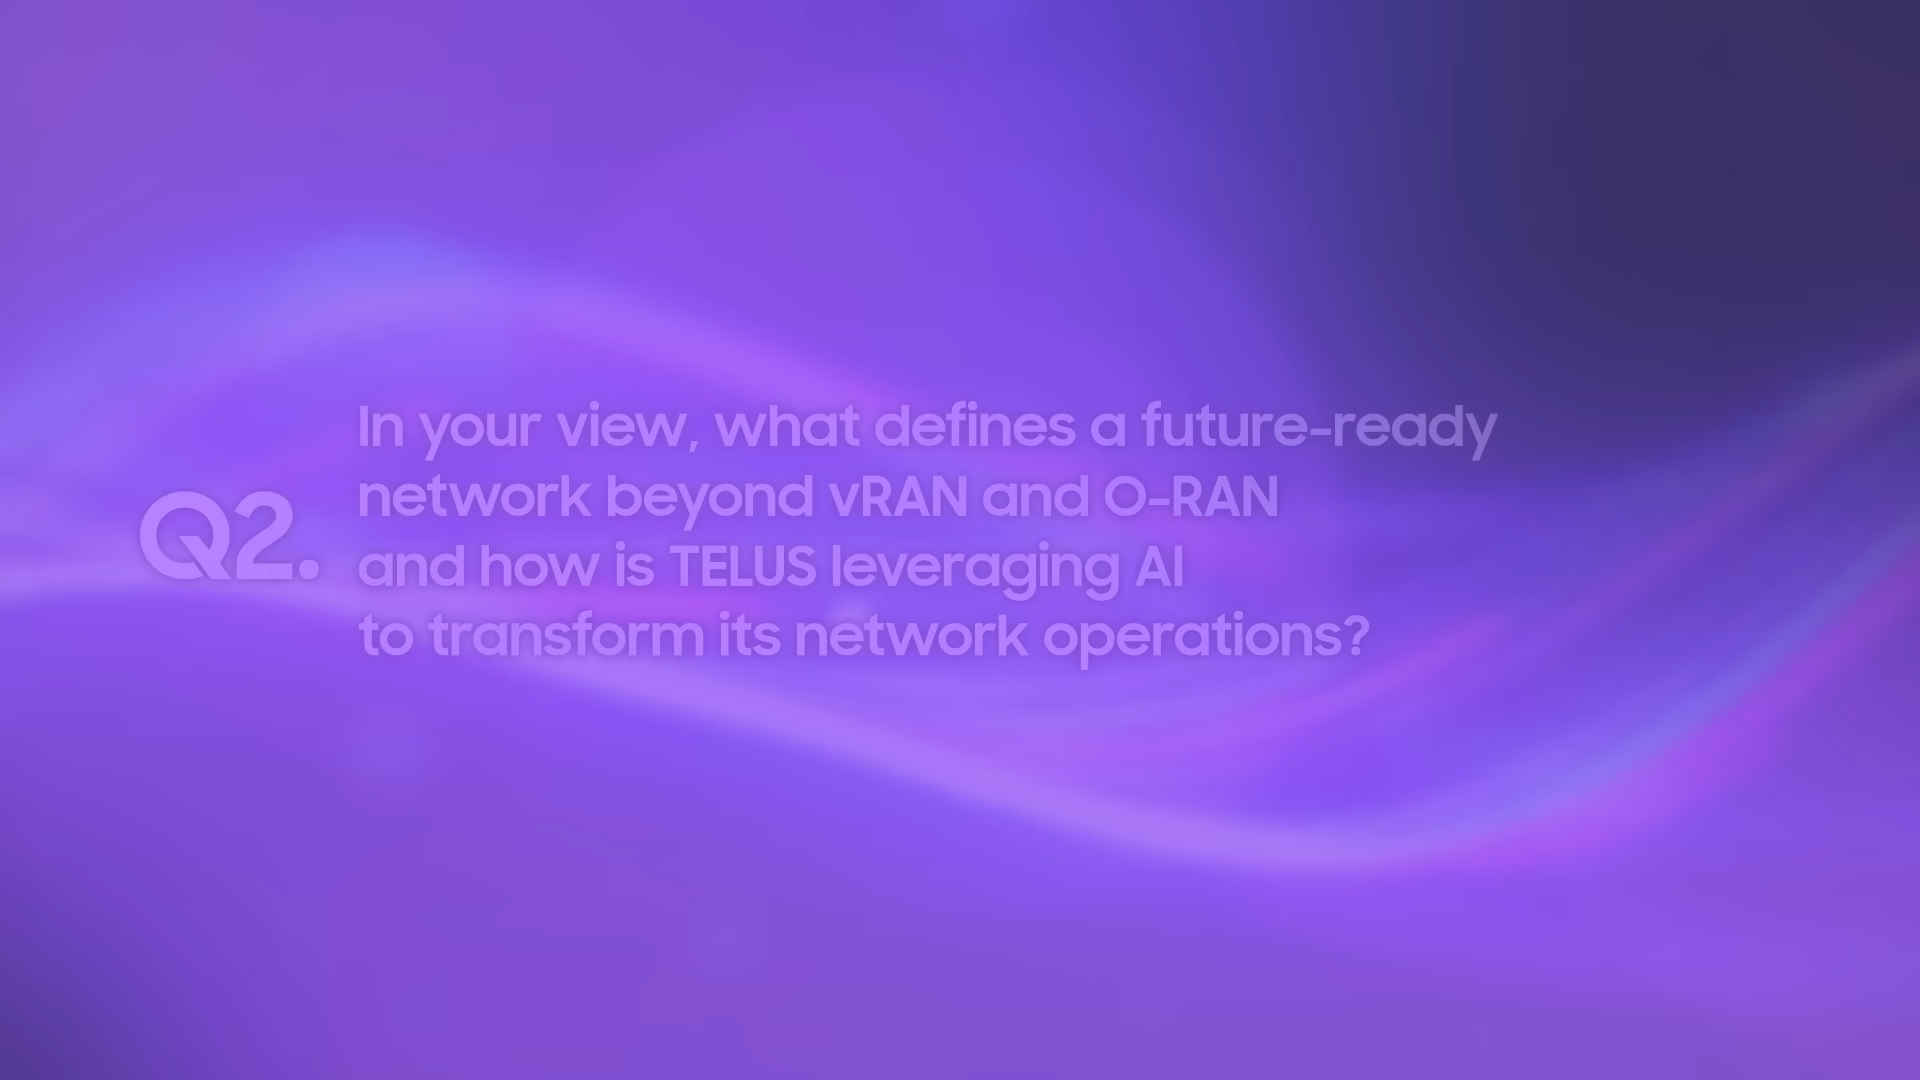 Q2.
In your view, what defines a future-ready
network beyond vRAN and O-RAN
and how is TELUS leveraging AI
to transform its network operations?